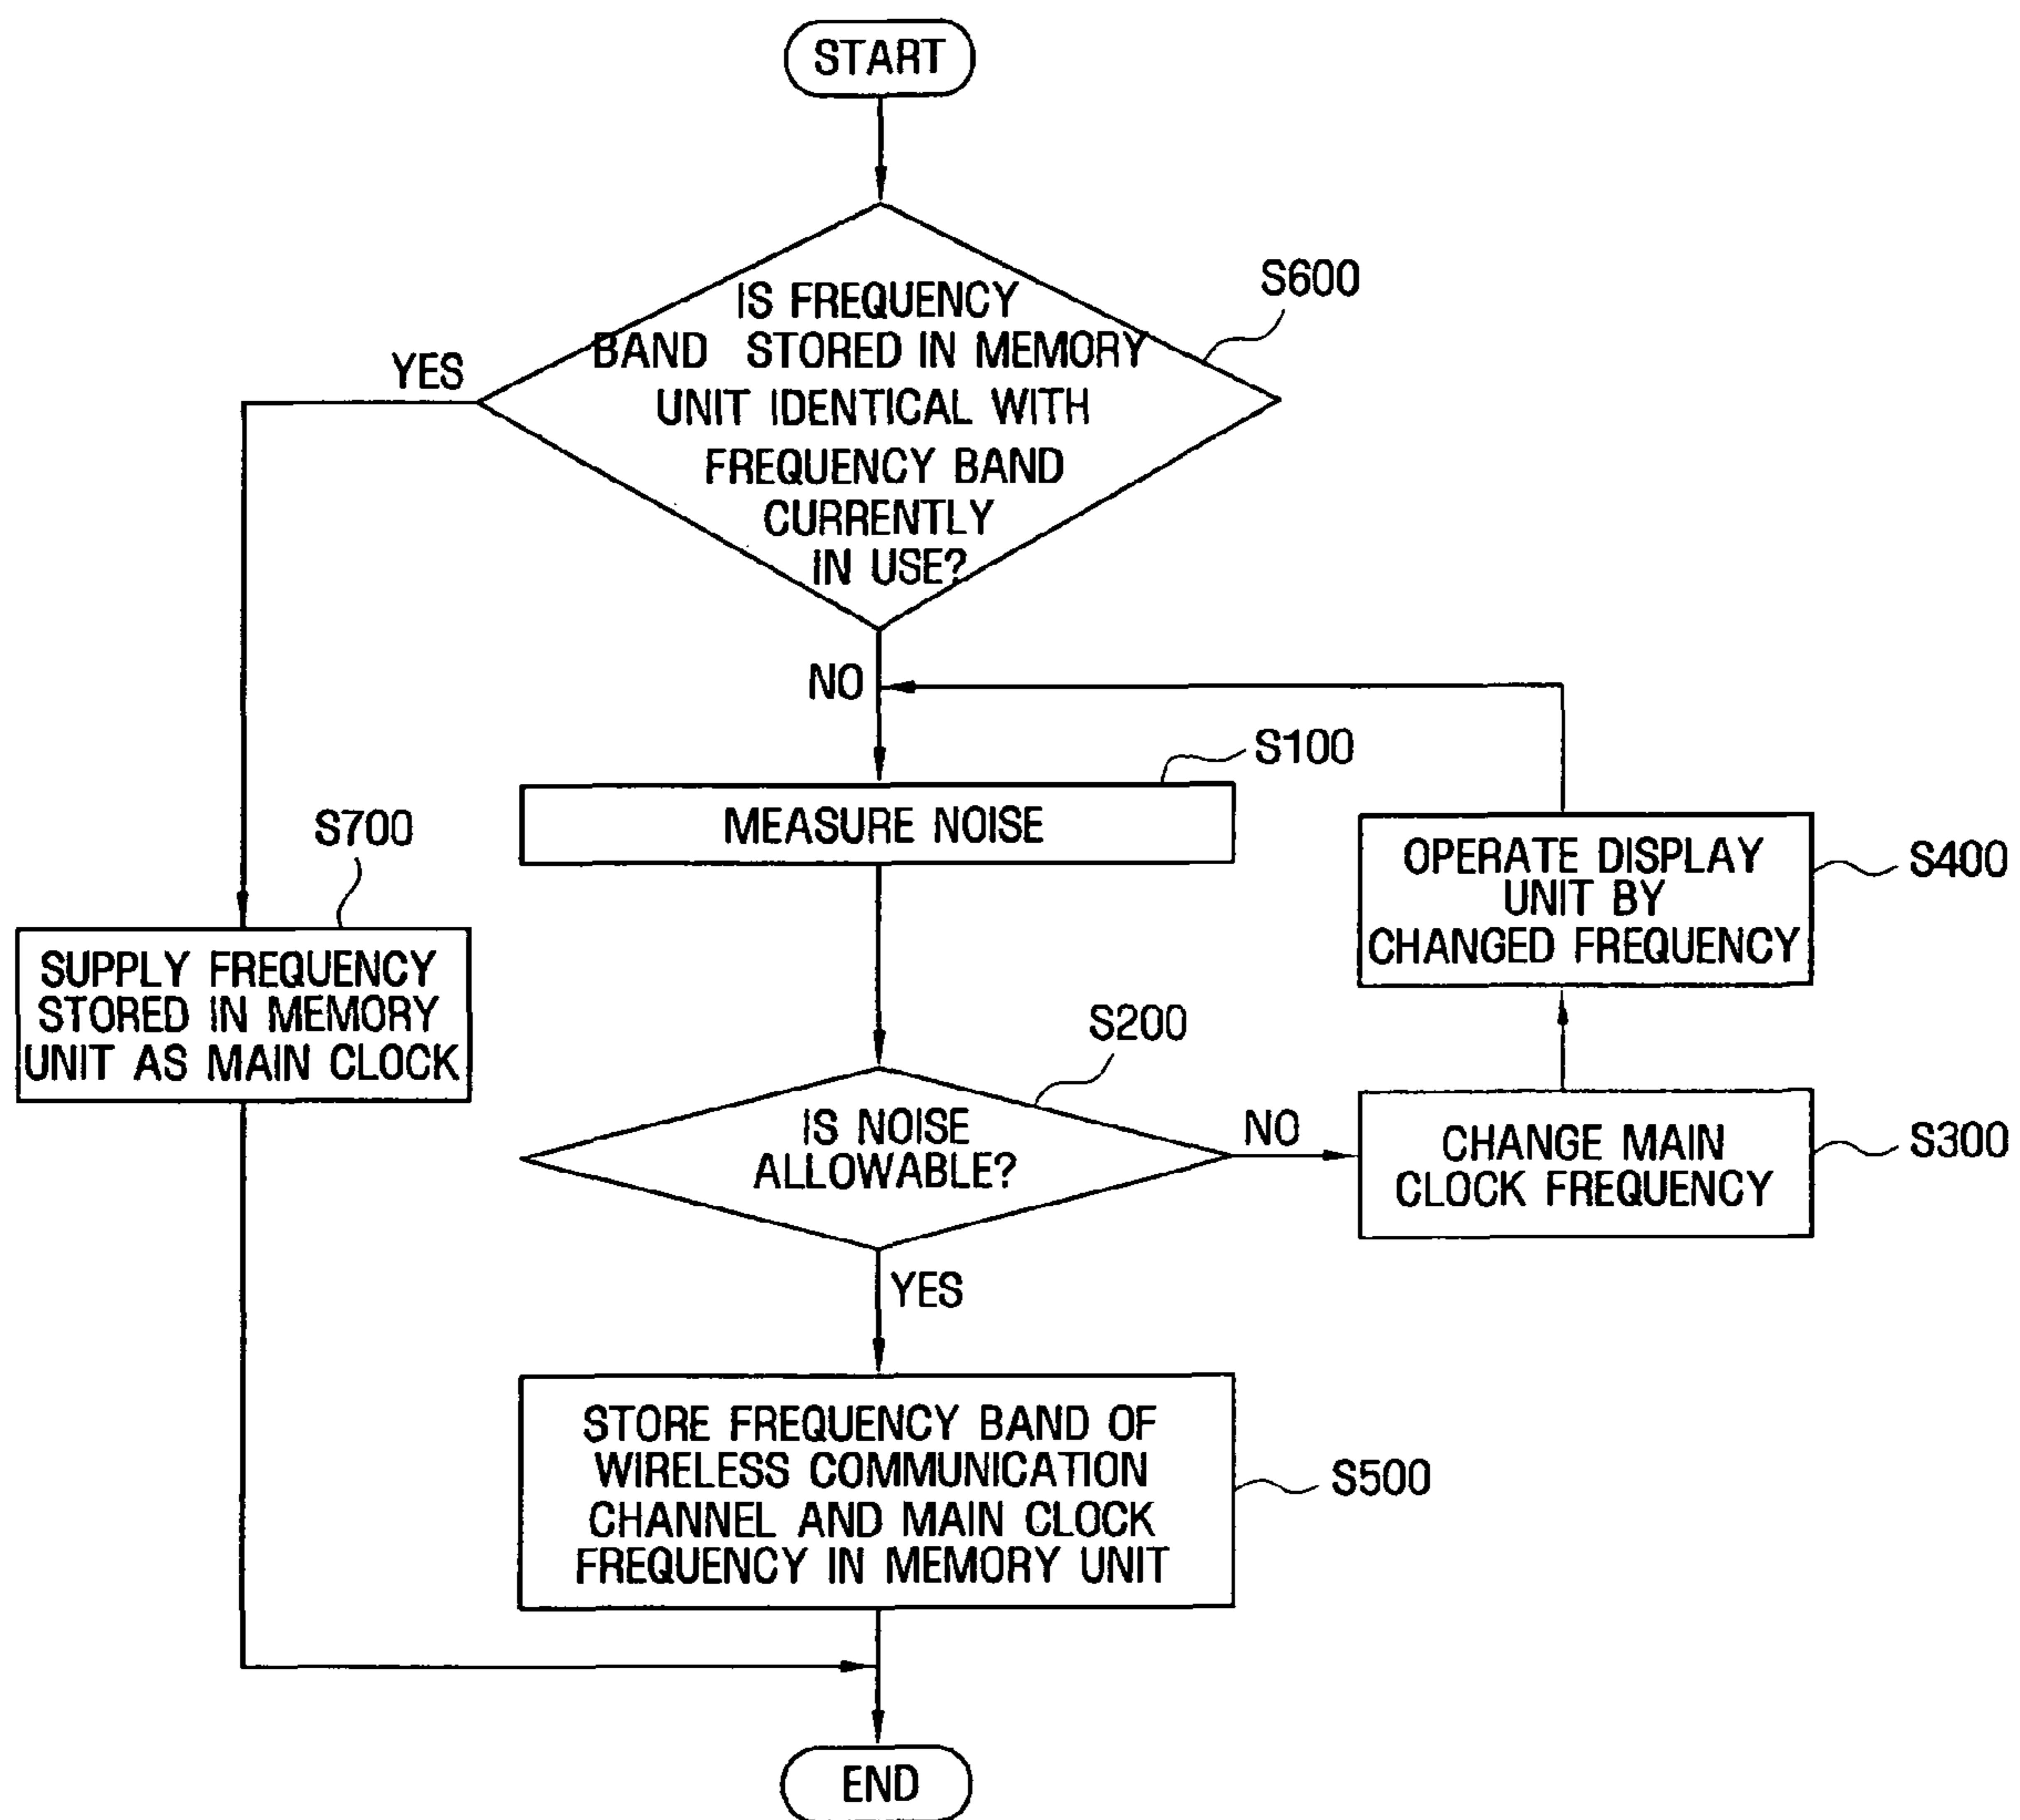 START
S600
IS FREQUENCY
BAND STORED IN MEMORY
UNIT IDENTICAL WITH
FREQUENCY BAND
CURRENTLY
IN USE?
YES
NO
S100
MEASURE NOISE
S700
SUPPLY FREQUENCY
STORED IN MEMORY
UNIT AS MAIN CLOCK
OPERATE DISPLAY
UNIT BY
CHANGED FREQUENCY
S400
S200
IS NOISE
ALLOWABLE?
NO
CHANGE MAIN
CLOCK FREQUENCY
S300
YES
STORE FREQUENCY BAND OF
WIRELESS COMMUNICATION
CHANNEL AND MAIN CLOCK
FREQUENCY IN MEMORY UNIT
S500
END